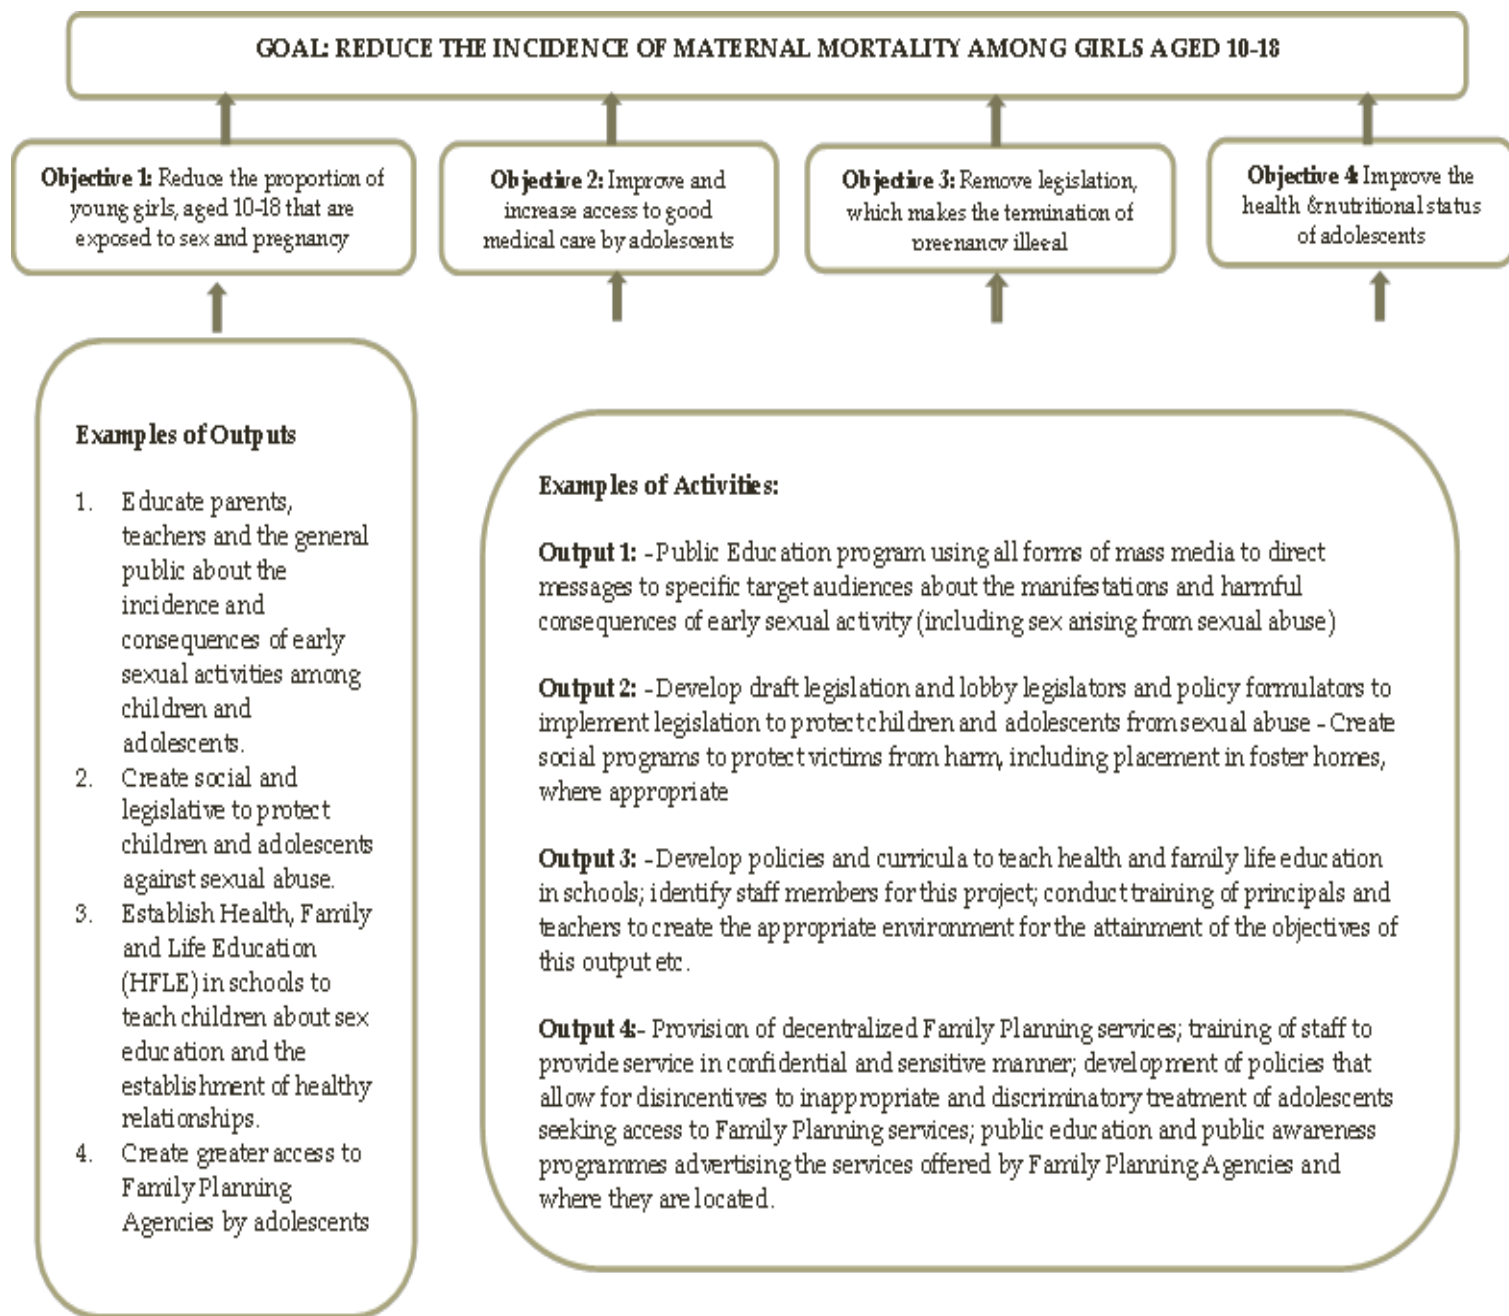 GOAL: REDUCE THE INCIDENCE OF MATERNAL MORTALITY AMONG GIRLS AGED 10-18
Objective 1: Reduce the proportion of
young girls, aged 10-18 that are
exposed to sex and pregnancy
Objective 2: Improve and
increase access to good
medical care by adolescents
Objective 3: Remove legislation,
which makes the termination of
pregnancy illegal
Objective 4: Improve the
health & nutritional status
of adolescents
Examples of Outputs
1. Educate parents,
teachers and the general
public about the
incidence and
consequences of early
sexual activities among
children and
adolescents.
2. Create social and
legislative to protect
children and adolescents
against sexual abuse.
3. Establish Health, Family
and Life Education
(HFLE) in schools to
teach children about sex
education and the
establishment of healthy
relationships.
4. Create greater access to
Family Planning
Agencies by adolescents
Examples of Activities:
Output 1: - Public Education program using all forms of mass media to direct
messages to specific target audiences about the manifestations and harmful
consequences of early sexual activity (including sex arising from sexual abuse)
Output 2: - Develop draft legislation and lobby legislators and policy formulators to
implement legislation to protect children and adolescents from sexual abuse - Create
social programs to protect victims from harm, including placement in foster homes,
where appropriate
Output 3: - Develop policies and curricula to teach health and family life education
in schools; identify staff members for this project; conduct training of principals and
teachers to create the appropriate environment for the attainment of the objectives of
this output etc.
Output 4:- Provision of decentralized Family Planning services; training of staff to
provide service in confidential and sensitive manner; development of policies that
allow for disincentives to inappropriate and discriminatory treatment of adolescents
seeking access to Family Planning services; public education and public awareness
programmes advertising the services offered by Family Planning Agencies and
where they are located.